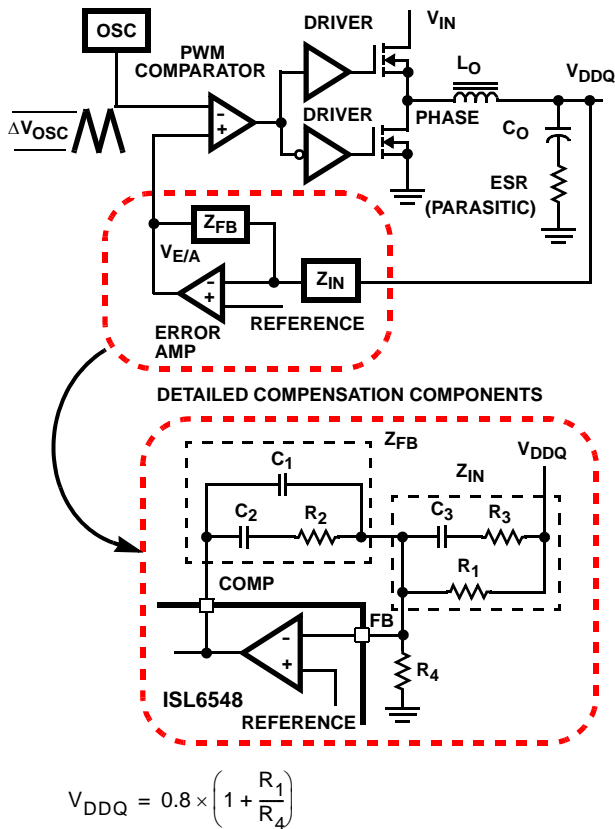 OSC
DRIVER
V_IN
PWM
COMPARATOR
L_O
V_DDQ
DRIVER
-
+
ΔV_OSC
PHASE
C_O
ESR
(PARASITIC)
Z_FB
V_E/A
Z_IN
-
+
REFERENCE
ERROR
AMP
DETAILED COMPENSATION COMPONENTS
Z_FB
V_DDQ
C_1
Z_IN
C_2
R_2
C_3
R_3
R_1
COMP
FB
-
+
R_4
ISL6548
REFERENCE
V_DDQ = 0.8 × (1 + R_1/R_4)